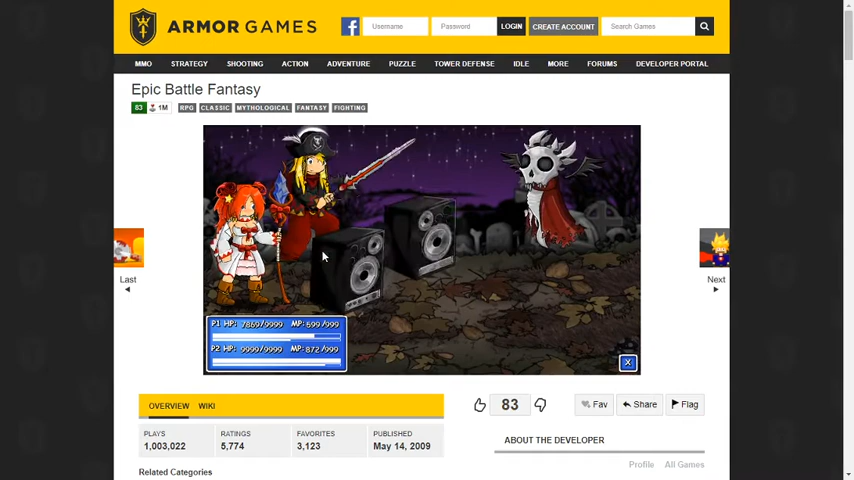 ARMOR GAMES
Username
Password
LOGIN
CREATE ACCOUNT
Search Games
MMO STRATEGY SHOOTING ACTION ADVENTURE PUZZLE TOWER DEFENSE IDLE MORE FORUMS DEVELOPER PORTAL
Epic Battle Fantasy
83 1M RPG CLASSIC MYTHOLOGICAL FANTASY FIGHTING
P1 HP: 7869/9999 MP: 699/999
P2 HP: 9999/9999 MP: 872/999
X
Last
Next
OVERVIEW WIKI
83
Fav
Share
Flag
PLAYS RATINGS FAVORITES PUBLISHED
1,003,022 5,774 3,123 May 14, 2009
ABOUT THE DEVELOPER
Profile All Games
Related Categories